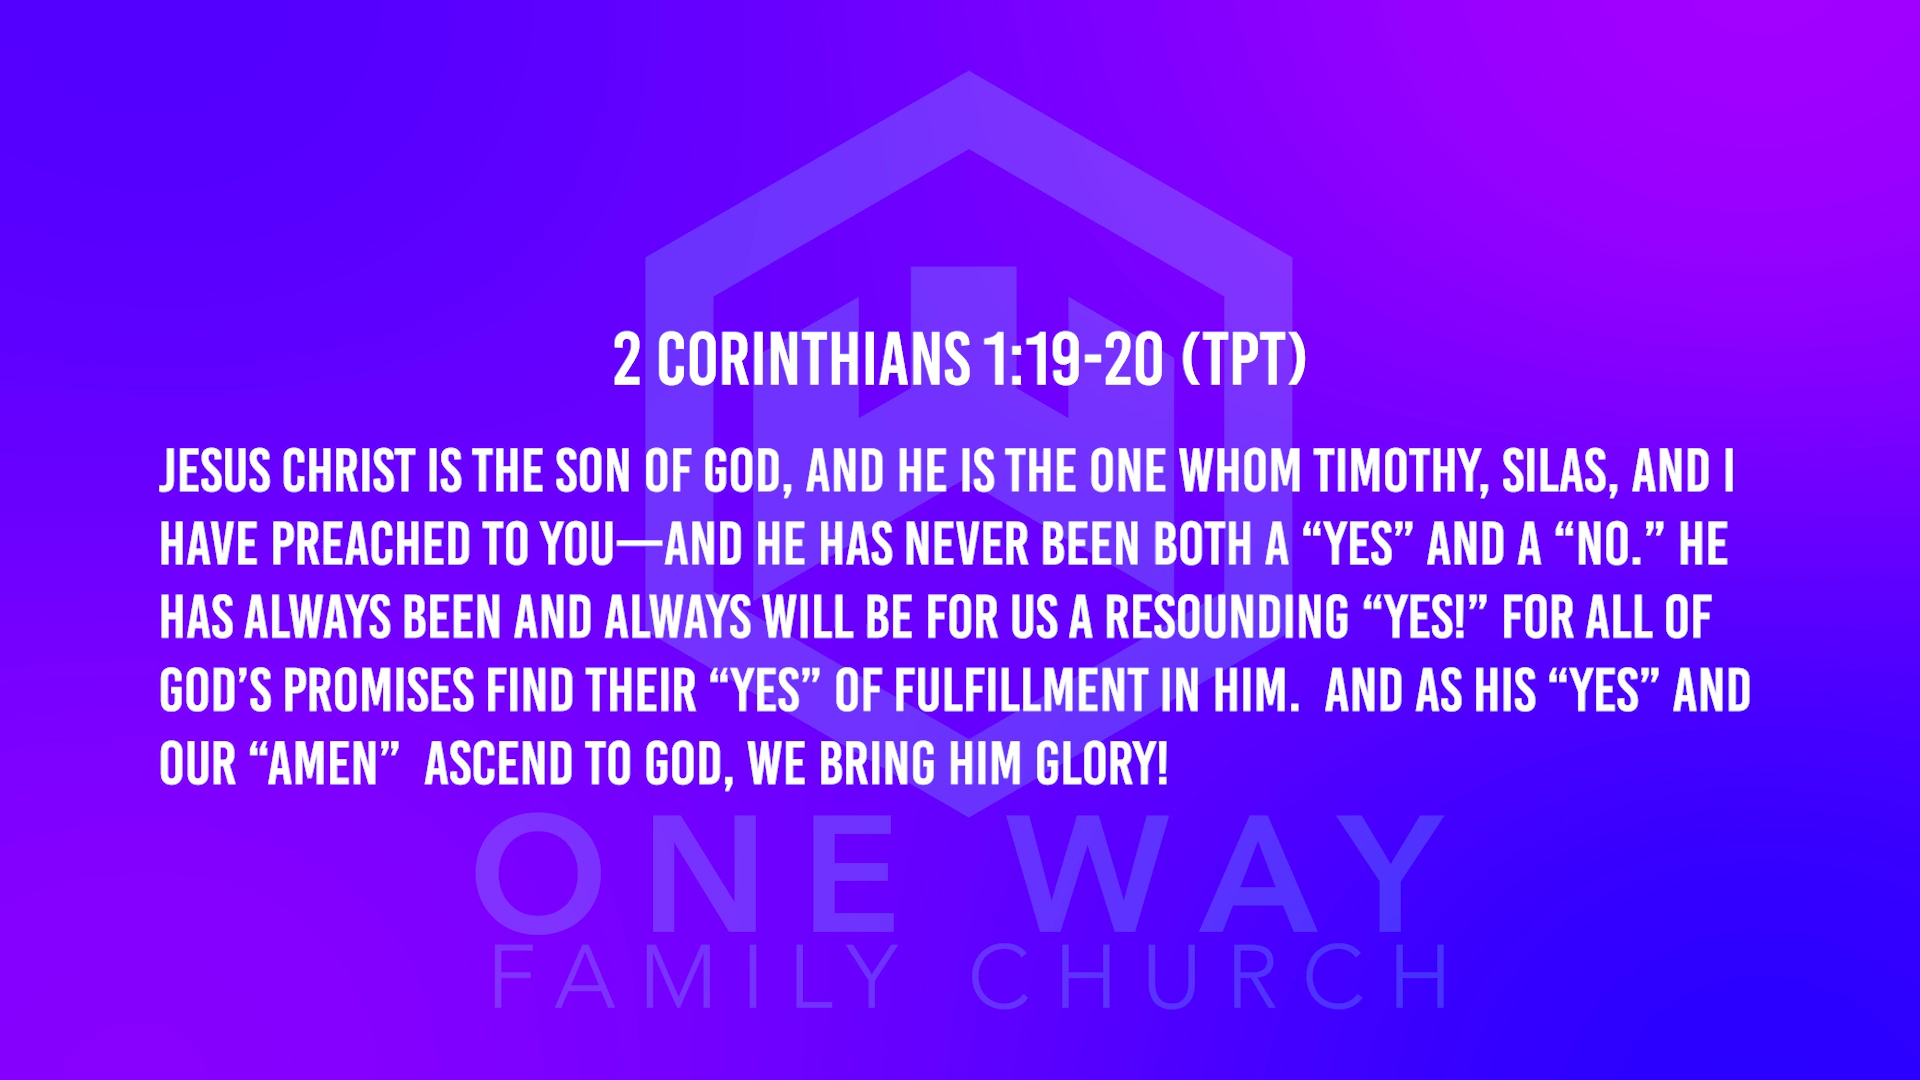 2 CORINTHIANS 1:19-20 (TPT)
JESUS CHRIST IS THE SON OF GOD, AND HE IS THE ONE WHOM TIMOTHY, SILAS, AND I
HAVE PREACHED TO YOU—AND HE HAS NEVER BEEN BOTH A “YES” AND A “NO.” HE
HAS ALWAYS BEEN AND ALWAYS WILL BE FOR US A RESOUNDING “YES!” FOR ALL OF
GOD’S PROMISES FIND THEIR “YES” OF FULFILLMENT IN HIM.  AND AS HIS “YES” AND
OUR “AMEN”  ASCEND TO GOD, WE BRING HIM GLORY!
ONE WAY
FAMILY CHURCH